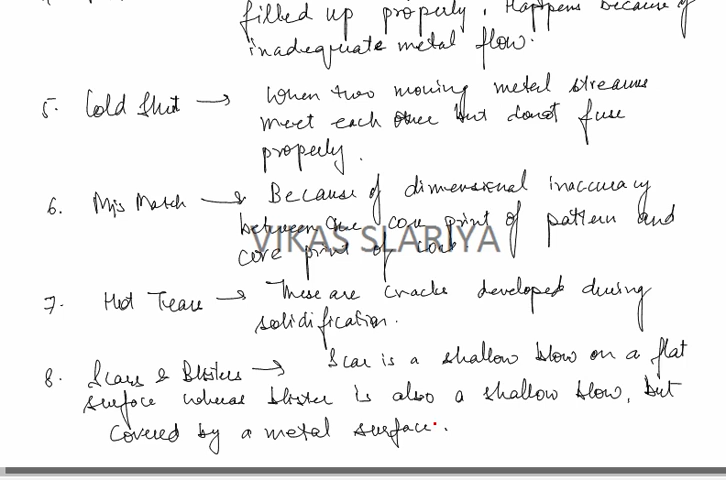 filled up properly. Happens because of
inadequate metal flow.
5. Cold Shut → When two moving metal streams
meet each other but donot fuse
properly.
6. Mis Match → Because of dimensional inaccuracy
between the core print of pattern and
core print of core
VIKAS SLARIYA
7. Hot Tears → These are cracks developed during
solidification.
8. Scars & Blisters → Scar is a shallow blow on a flat
surface whereas blister is also a shallow blow, but
covered by a metal surface.